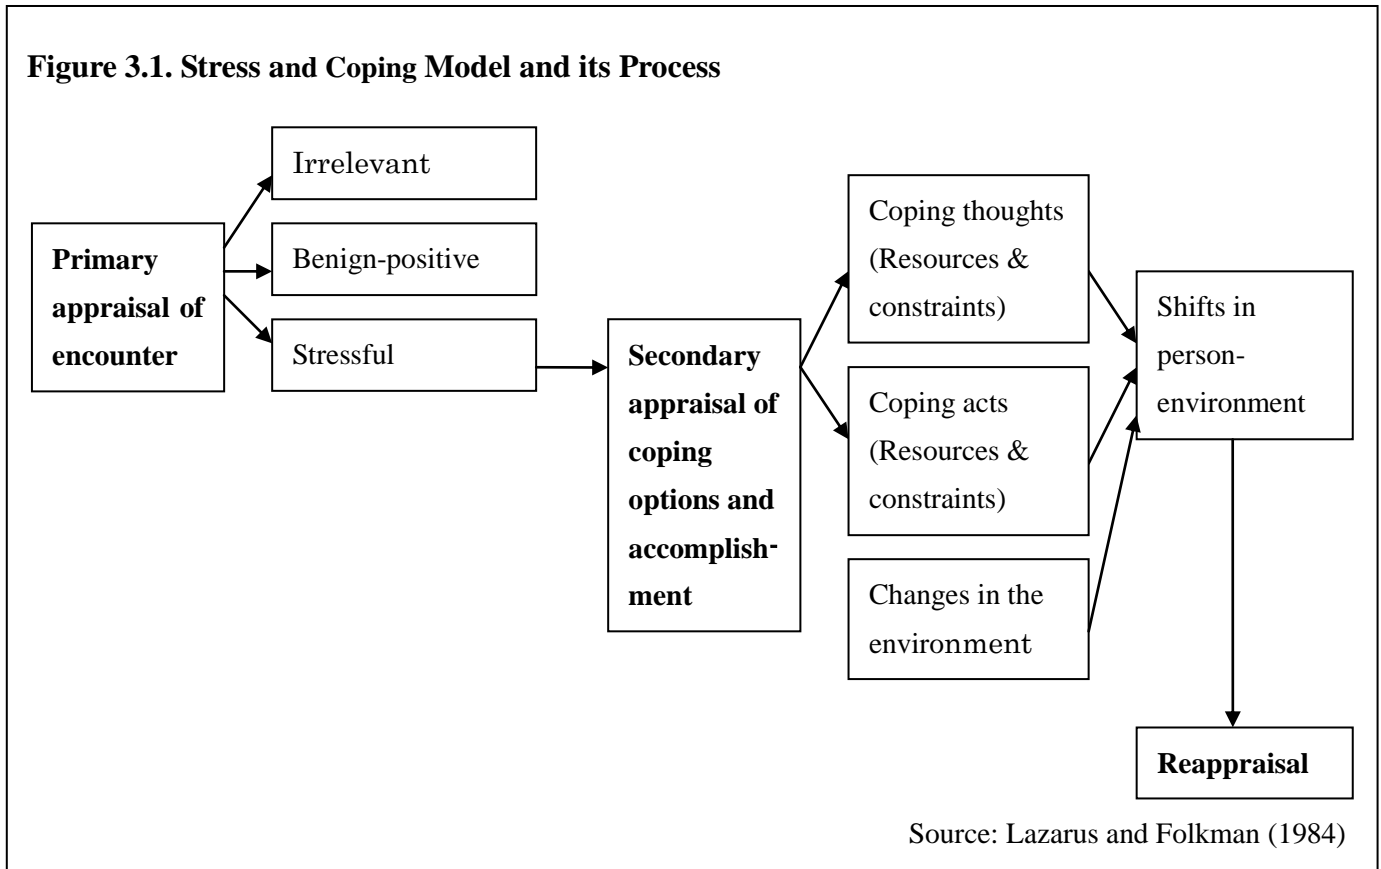 Figure 3.1. Stress and Coping Model and its Process
Irrelevant
Primary
appraisal of
encounter
Benign-positive
Stressful
Secondary
appraisal of
coping
options and
accomplish-
ment
Coping thoughts
(Resources &
constraints)
Coping acts
(Resources &
constraints)
Changes in the
environment
Shifts in
person-
environment
Reappraisal
Source: Lazarus and Folkman (1984)